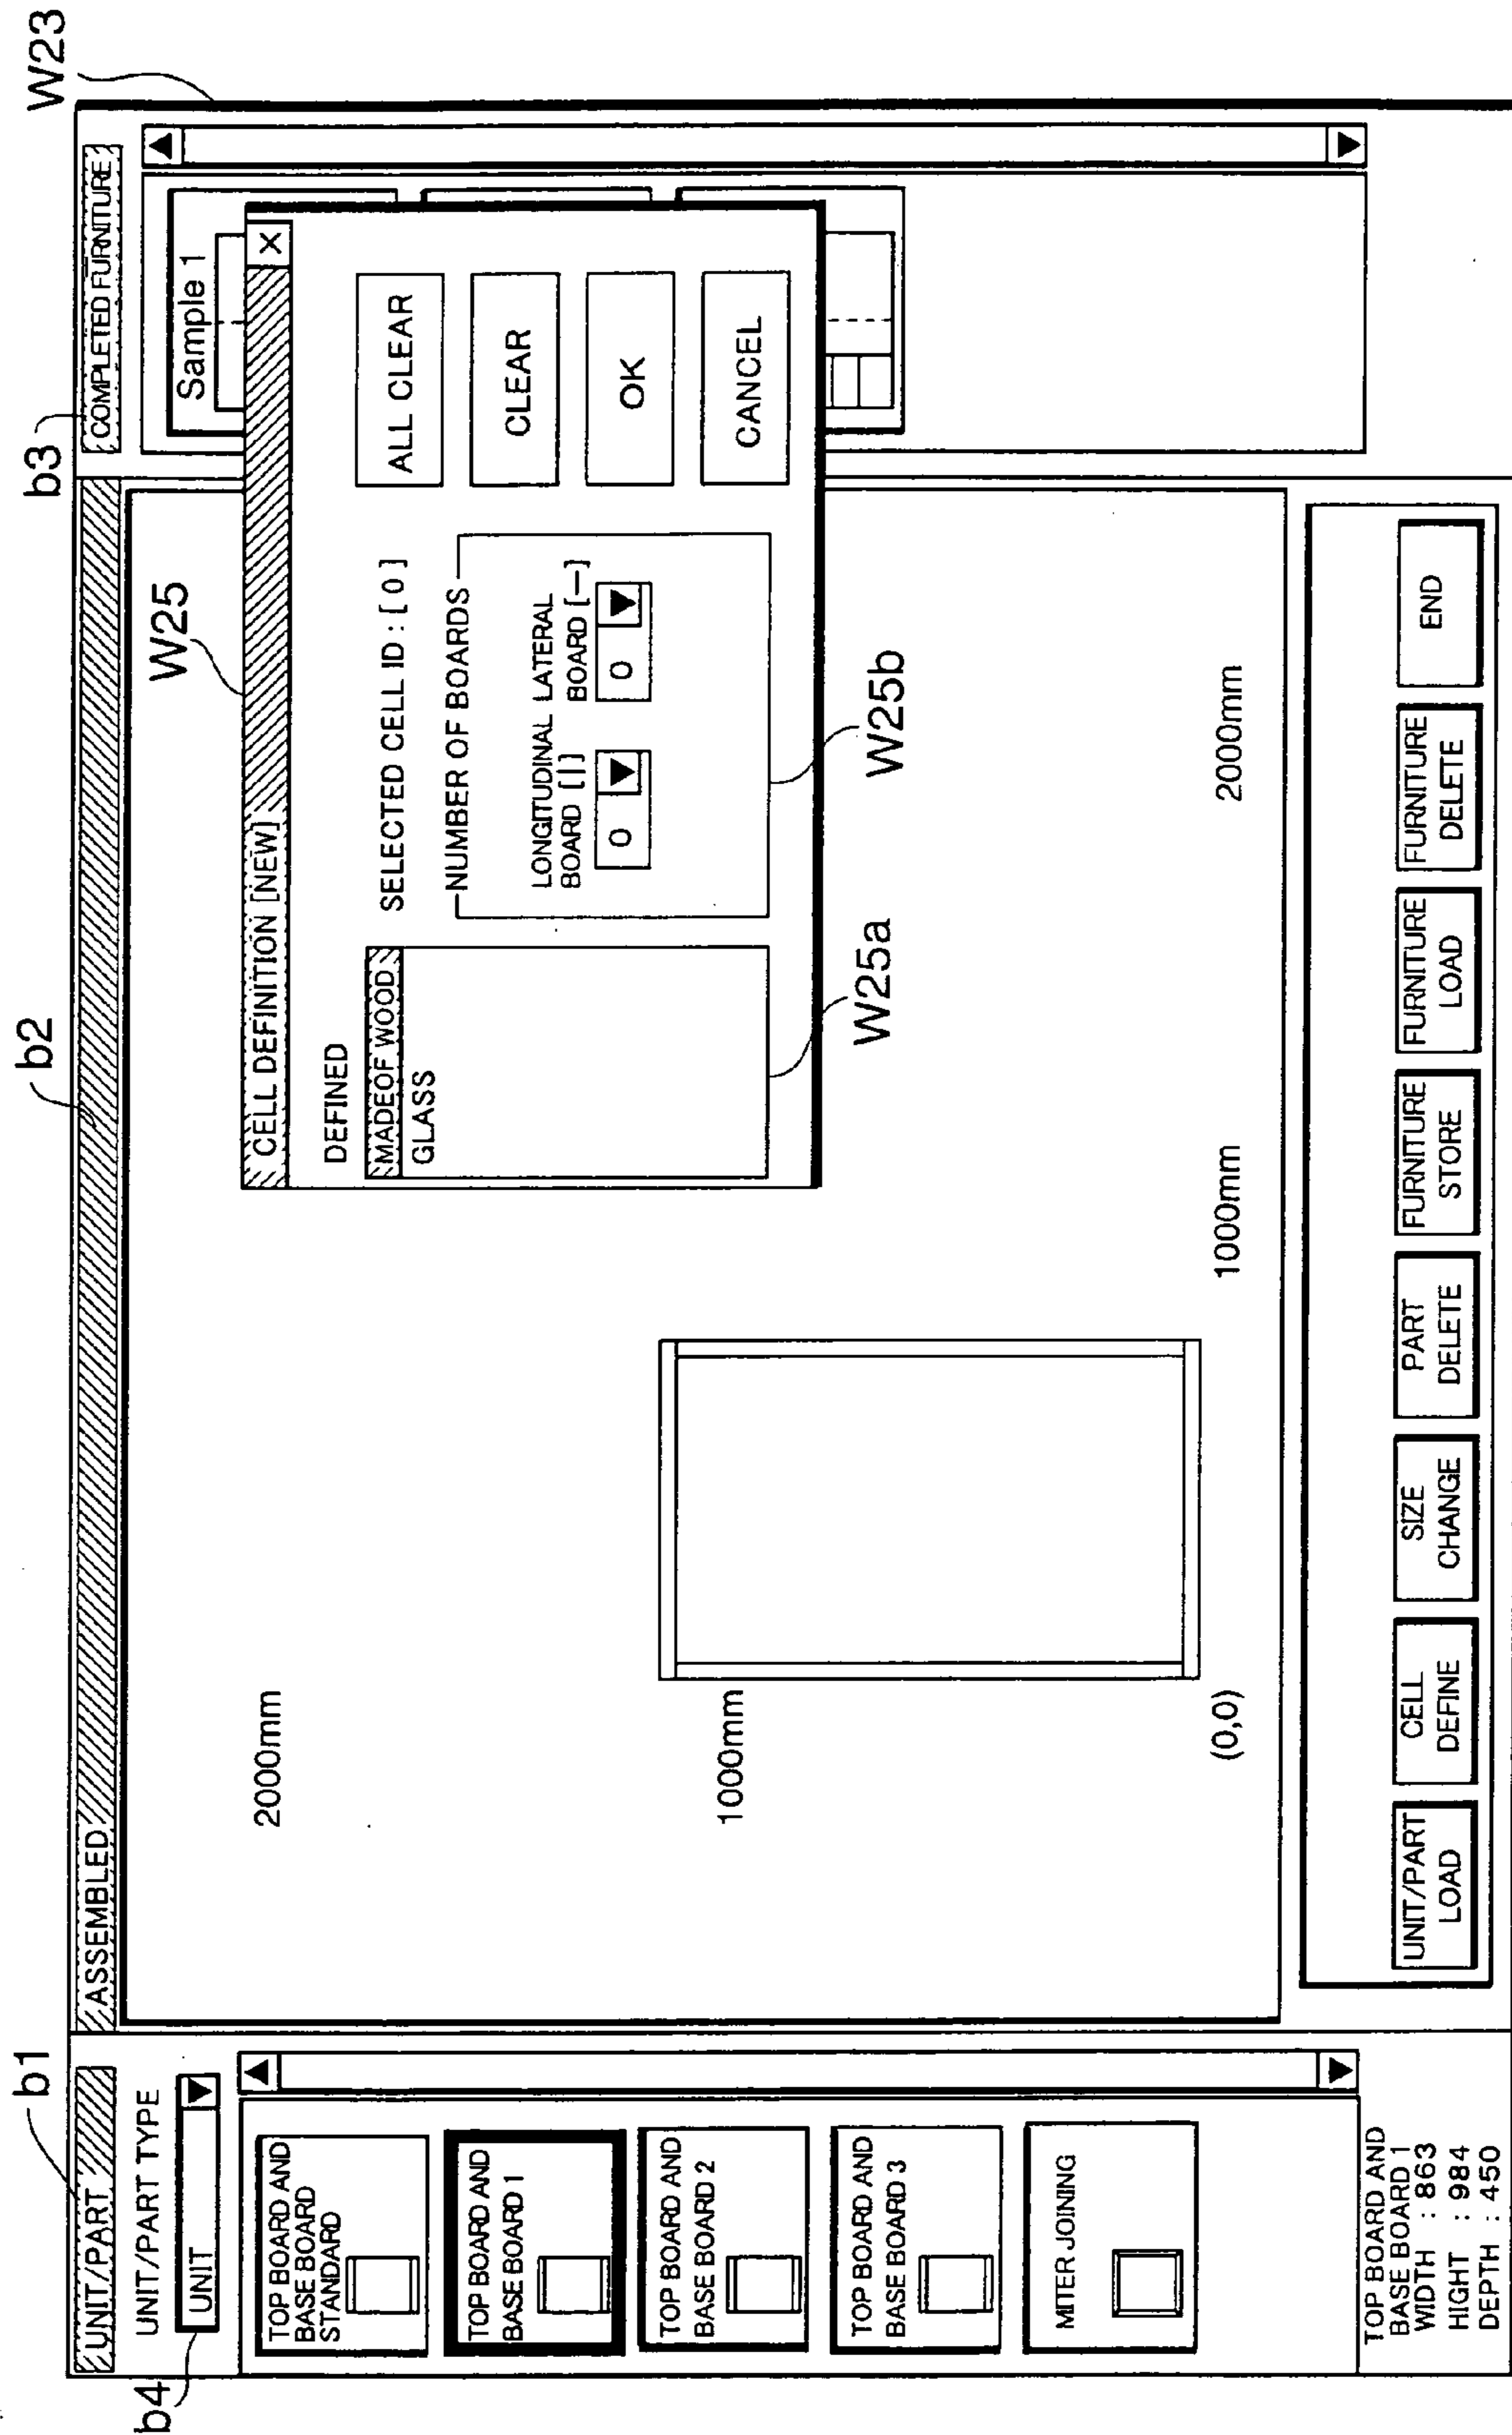 b1
b2
b3
W23
UNIT/PART
ASSEMBLED
COMPLETED FURNITURE
UNIT/PART TYPE
b4
UNIT
TOP BOARD AND
BASE BOARD
STANDARD
TOP BOARD AND
BASE BOARD 1
TOP BOARD AND
BASE BOARD 2
TOP BOARD AND
BASE BOARD 3
MITER JOINING
TOP BOARD AND
BASE BOARD 1
WIDTH : 863
HIGHT : 984
DEPTH : 450
2000mm
1000mm
(0,0)
1000mm
2000mm
W25
Sample 1
CELL DEFINITION [NEW]
X
DEFINED
MADEOF WOOD
GLASS
W25a
SELECTED CELL ID : [ 0 ]
NUMBER OF BOARDS
LONGITUDINAL LATERAL
BOARD [|] BOARD [—]
0 0
W25b
ALL CLEAR
CLEAR
OK
CANCEL
UNIT/PART
LOAD
CELL
DEFINE
SIZE
CHANGE
PART
DELETE
FURNITURE
STORE
FURNITURE
LOAD
FURNITURE
DELETE
END